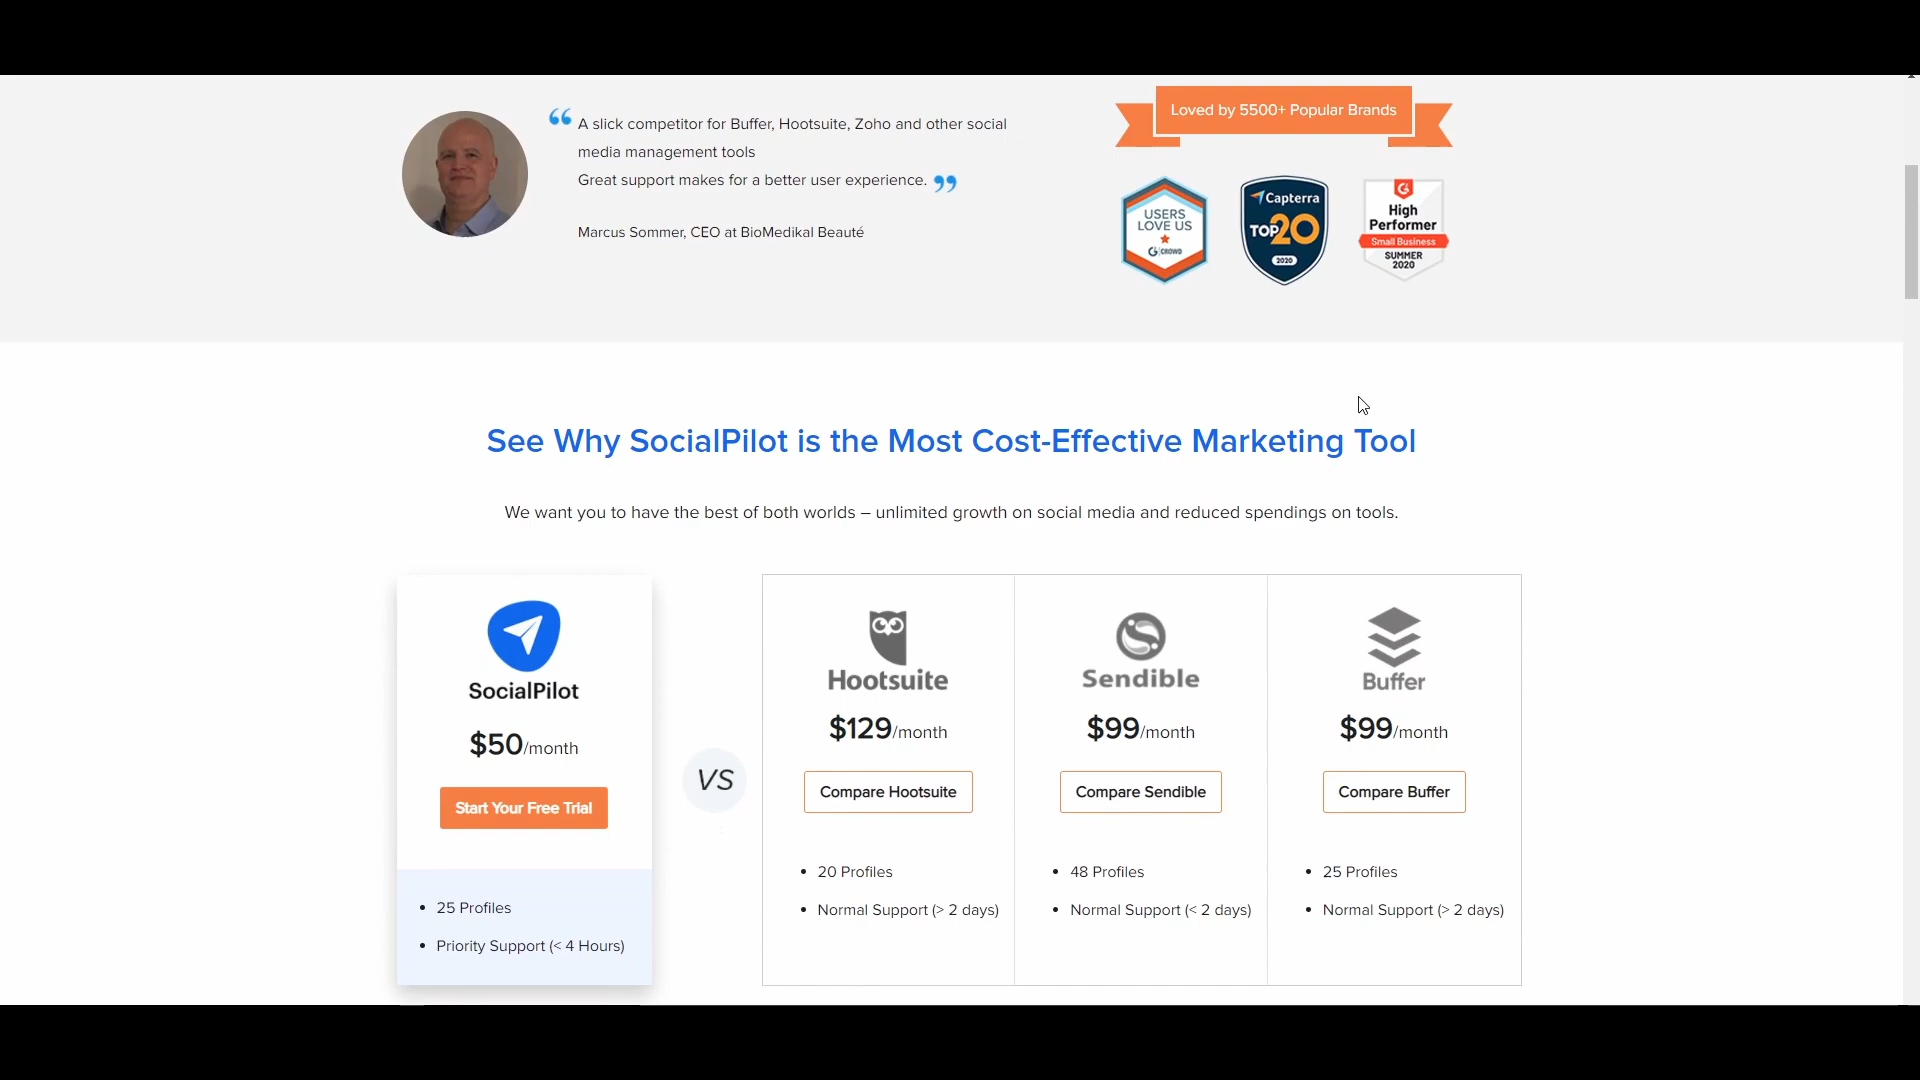 A slick competitor for Buffer, Hootsuite, Zoho and other social
media management tools
Great support makes for a better user experience.
Marcus Sommer, CEO at BioMedikal Beauté
Loved by 5500+ Popular Brands
USERS
LOVE US
CROWD
Capterra
TOP 20
2020
High
Performer
Small Business
SUMMER
2020
See Why SocialPilot is the Most Cost-Effective Marketing Tool
We want you to have the best of both worlds – unlimited growth on social media and reduced spendings on tools.
SocialPilot
$50/month
Start Your Free Trial
25 Profiles
Priority Support (< 4 Hours)
VS
Hootsuite
$129/month
Compare Hootsuite
20 Profiles
Normal Support (> 2 days)
Sendible
$99/month
Compare Sendible
48 Profiles
Normal Support (< 2 days)
Buffer
$99/month
Compare Buffer
25 Profiles
Normal Support (> 2 days)